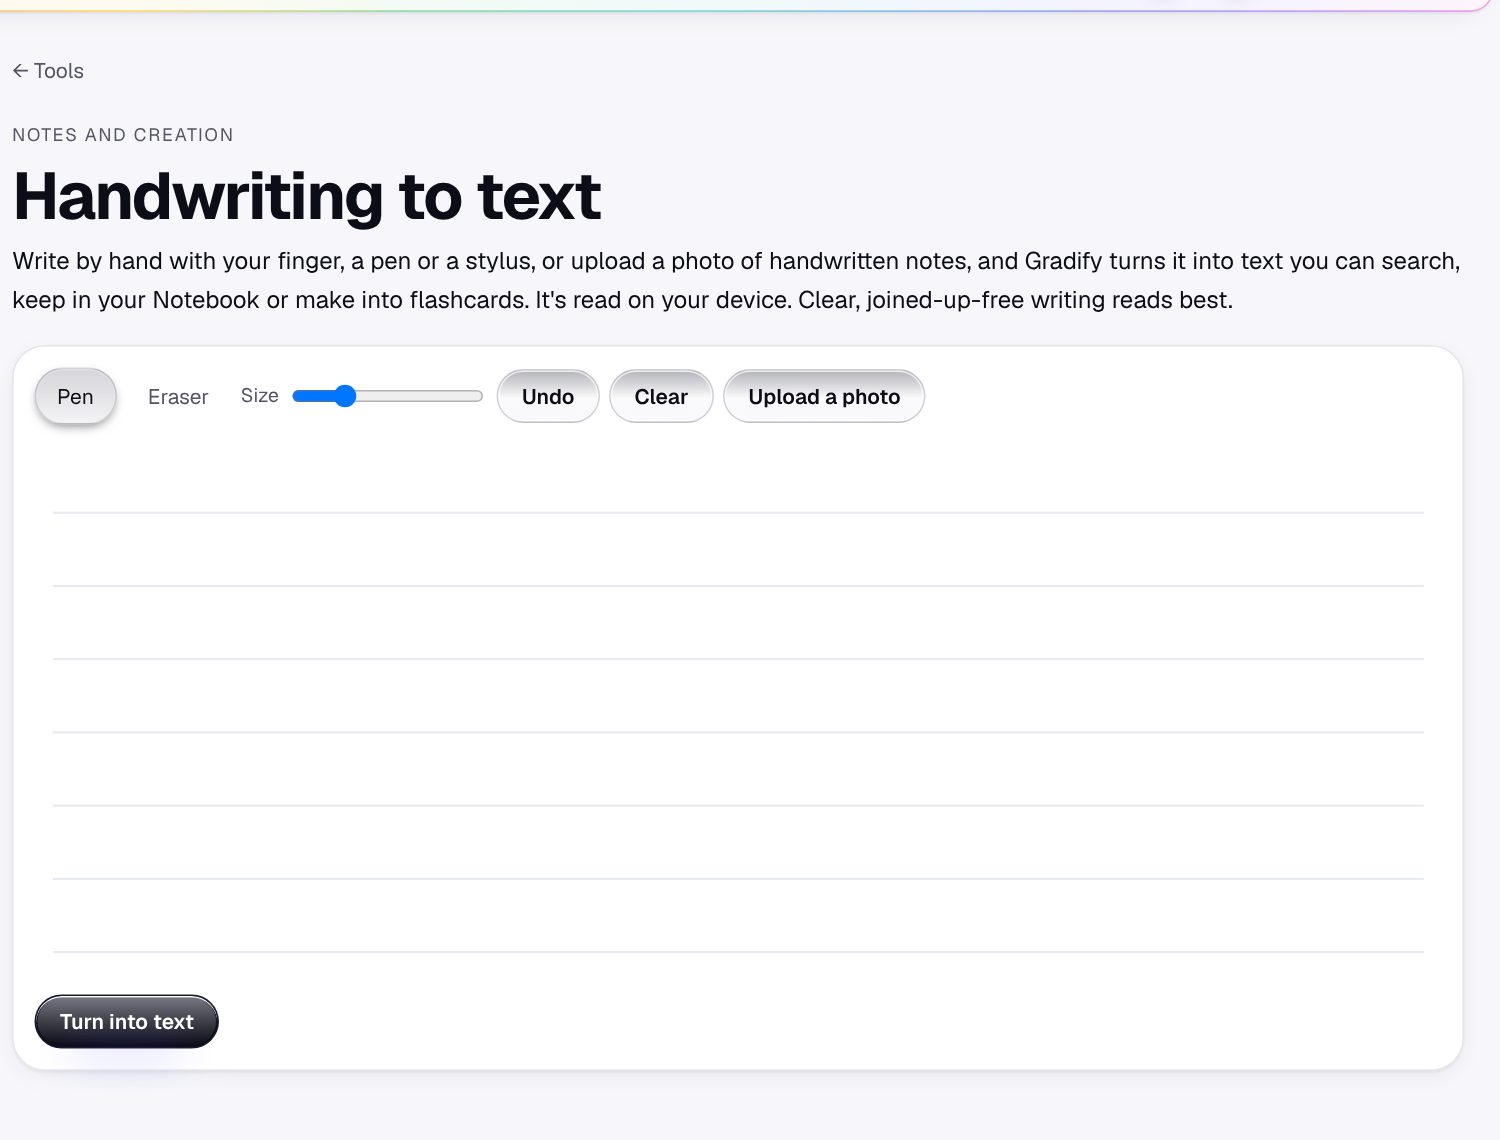 ← Tools
NOTES AND CREATION
Handwriting to text
Write by hand with your finger, a pen or a stylus, or upload a photo of handwritten notes, and Gradify turns it into text you can search,
keep in your Notebook or make into flashcards. It's read on your device. Clear, joined-up-free writing reads best.
Pen Eraser Size Undo Clear Upload a photo
Turn into text